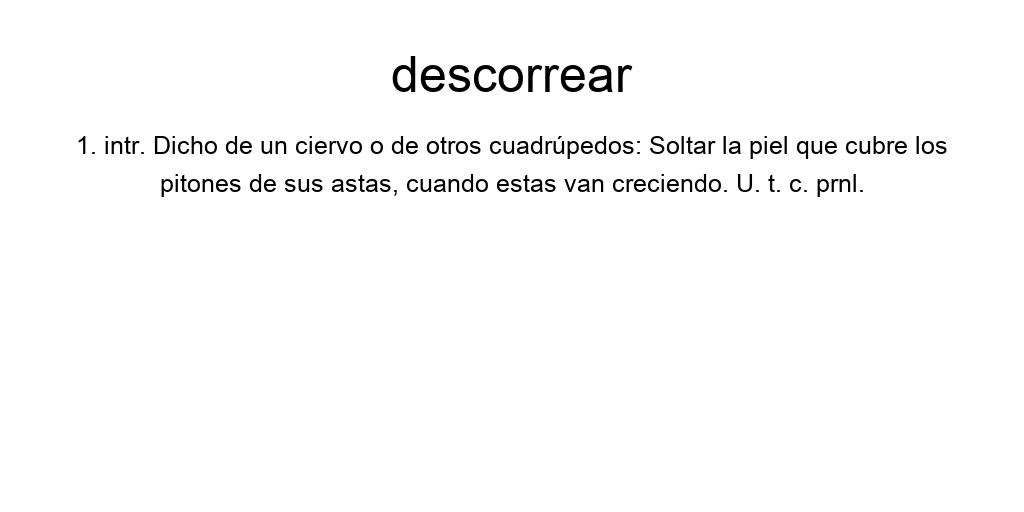 descorrear
1. intr. Dicho de un ciervo o de otros cuadrúpedos: Soltar la piel que cubre los
pitones de sus astas, cuando estas van creciendo. U. t. c. prnl.